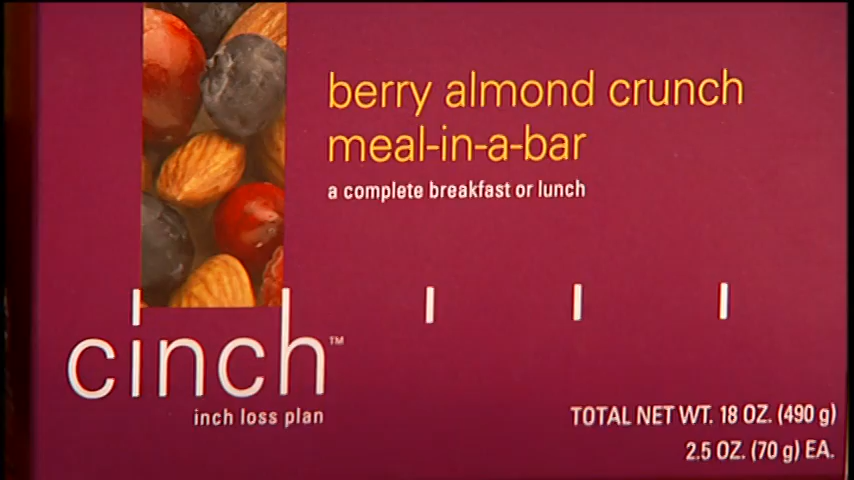 berry almond crunch
meal-in-a-bar
a complete breakfast or lunch
cinch™
inch loss plan
TOTAL NET WT. 18 OZ. (490 g)
2.5 OZ. (70 g) EA.